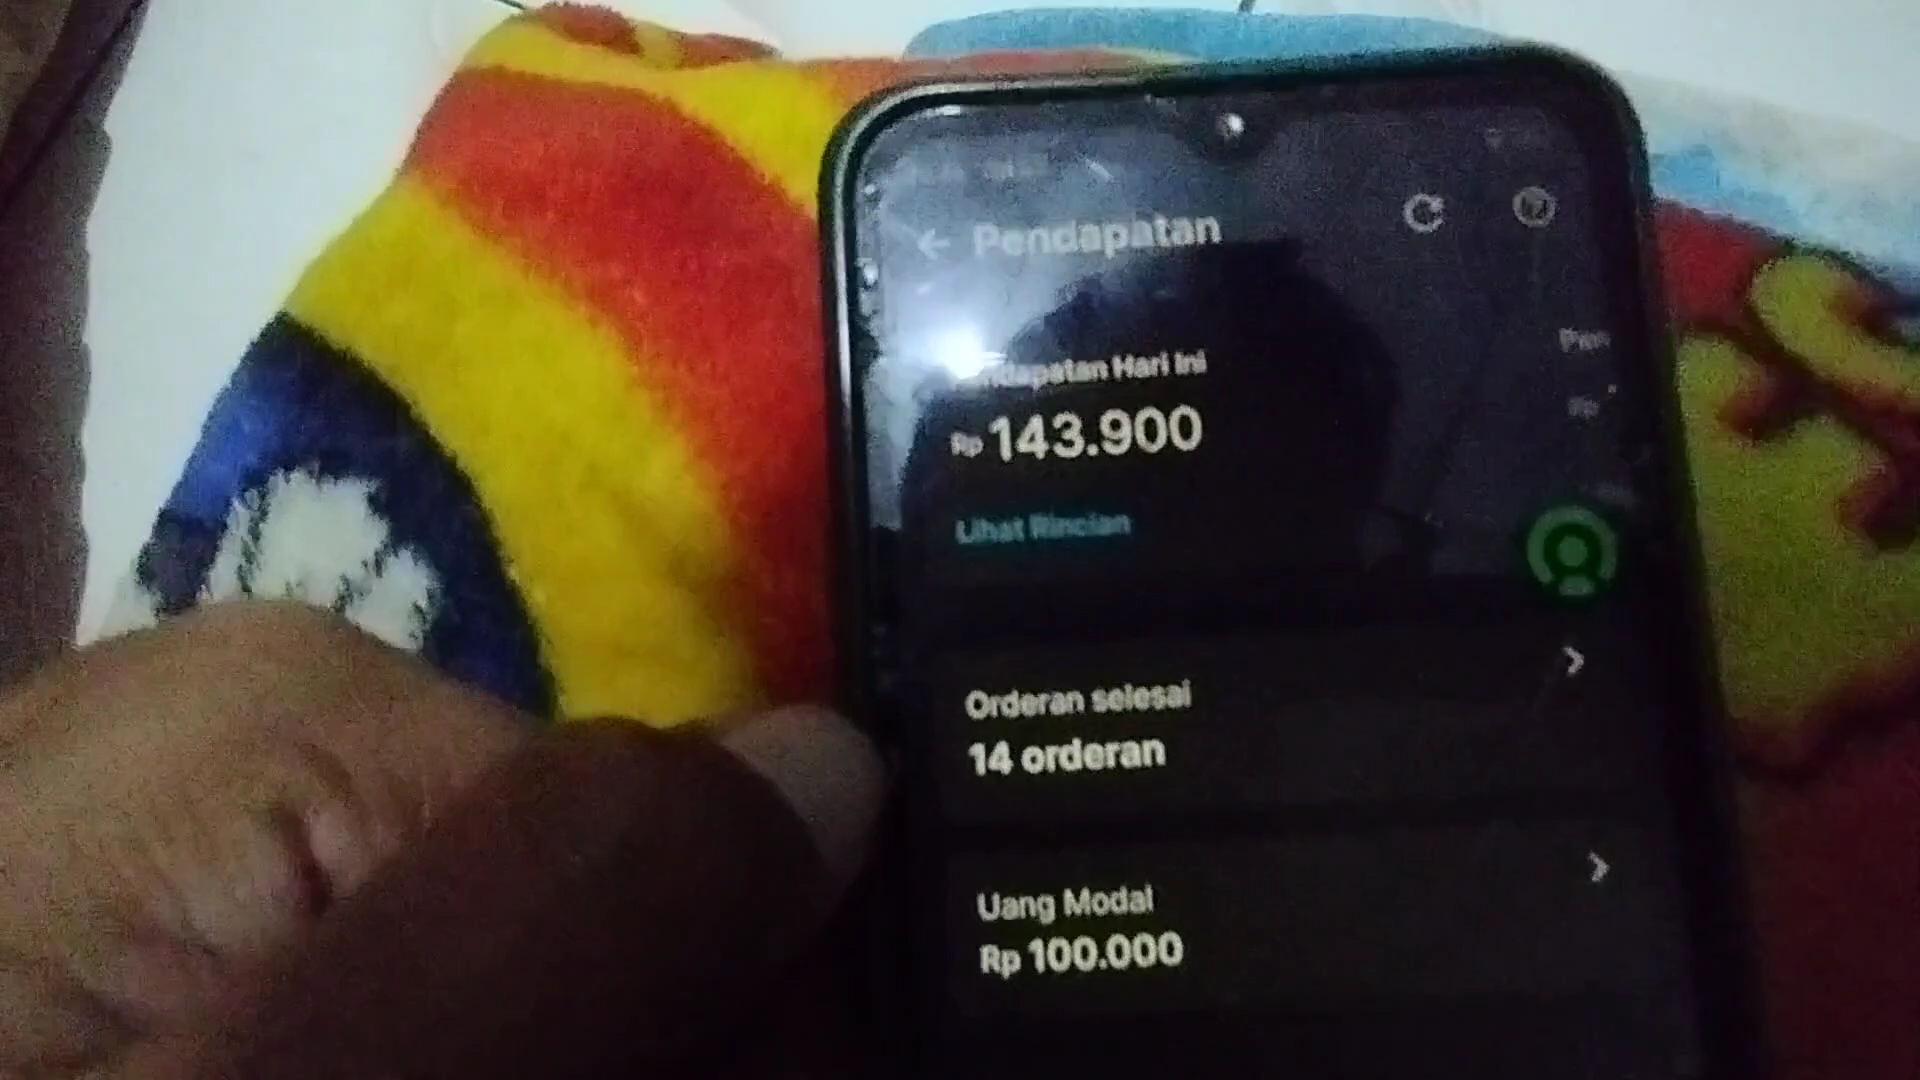 Pendapatan
Pendapatan Hari Ini
Rp 143.900
Lihat Rincian
Orderan selesai
14 orderan
Uang Modal
Rp 100.000